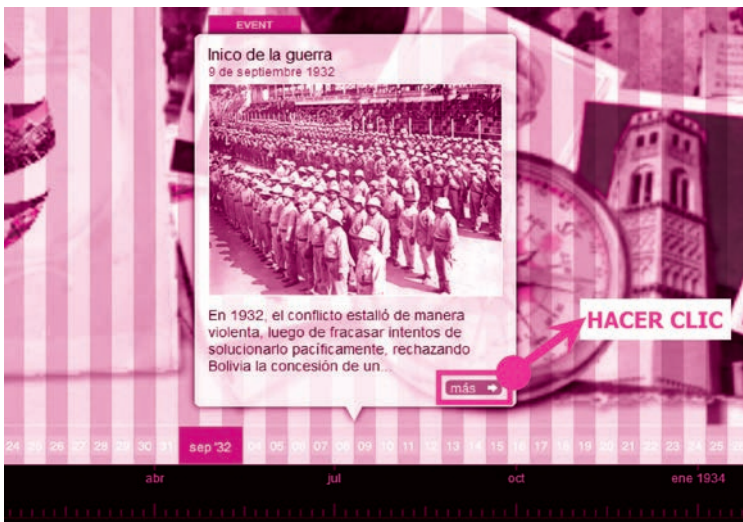 EVENT
Inico de la guerra
9 de septiembre 1932
En 1932, el conflicto estalló de manera
violenta, luego de fracasar intentos de
solucionarlo pacíficamente, rechazando
Bolivia la concesión de un...
más
HACER CLIC
24 25 26 27 28 29 30 31 sep '32 04 05 06 07 08 09 10 11 12 13 14 15 16 17 18 19 20 21 22 23 24 25 26
abr jul oct ene 1934